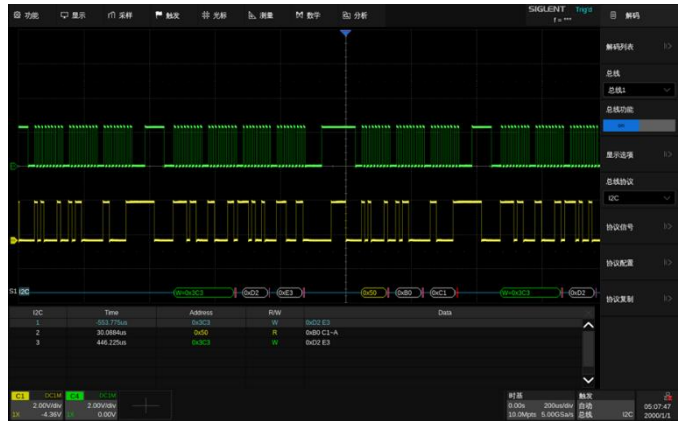 功能 显示 采样 触发 光标 测量 数学 分析
SIGLENT Trig'd
f = ***
解码
解码列表
总线
总线1
总线功能
on
显示选项
总线协议
I2C
协议信号
协议配置
协议复制
S1 I2C W=0x3C3 0xD2 0xE3 0x50 0xB0 0xC1 W=0x3C3 0xD2
I2C Time Address R/W Data
1 -553.775us 0x3C3 W 0xD2 E3
2 30.0884us 0x50 R 0xB0 C1~A
3 446.225us 0x3C3 W 0xD2 E3
C1 DC1M
2.00V/div
1X -4.36V
C4 DC1M
2.00V/div
1X 0.00V
时基
0.00s 200us/div
10.0Mpts 5.00GSa/s
触发
自动
总线 I2C
05:07:47
2000/1/1